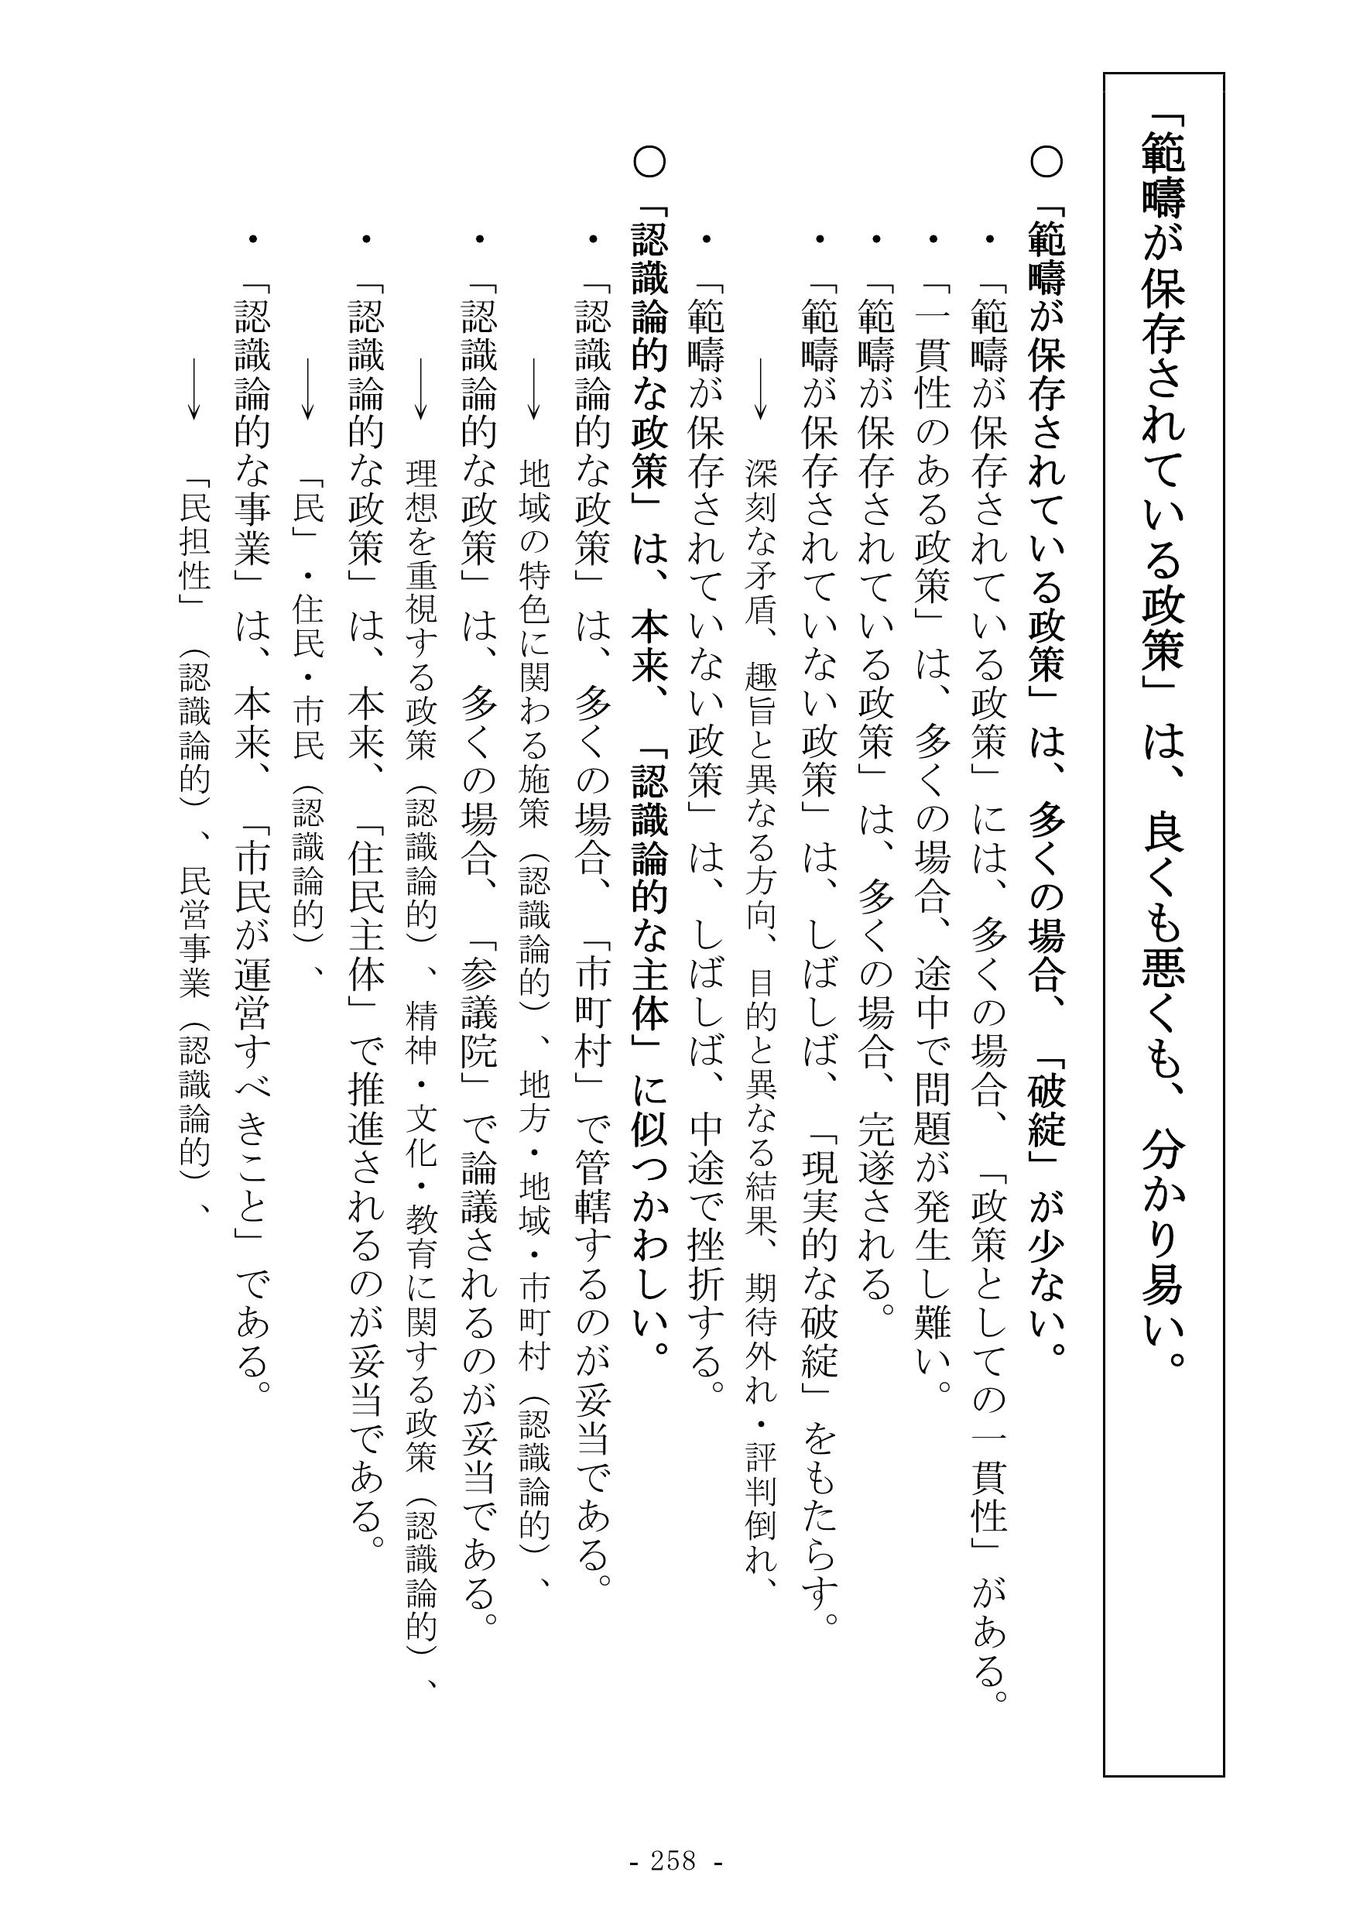 「範疇が保存されている政策」は、良くも悪くも、分かり易い。
○「範疇が保存されている政策」は、多くの場合、「破綻」が少ない。
・「範疇が保存されている政策」には、多くの場合、「政策としての一貫性」がある。
・「一貫性のある政策」は、多くの場合、途中で問題が発生し難い。
・「範疇が保存されている政策」は、多くの場合、完遂される。
・「範疇が保存されていない政策」は、しばしば、「現実的な破綻」をもたらす。
→ 深刻な矛盾、趣旨と異なる方向、目的と異なる結果、期待外れ・評判倒れ、
・「範疇が保存されていない政策」は、しばしば、中途で挫折する。
○「認識論的な政策」は、本来、「認識論的な主体」に似つかわしい。
・「認識論的な政策」は、多くの場合、「市町村」で管轄するのが妥当である。
→ 地域の特色に関わる施策（認識論的）、地方・地域・市町村（認識論的）、
・「認識論的な政策」は、多くの場合、「参議院」で論議されるのが妥当である。
→ 理想を重視する政策（認識論的）、精神・文化・教育に関する政策（認識論的）、
・「認識論的な政策」は、本来、「住民主体」で推進されるのが妥当である。
→ 「民」・住民・市民（認識論的）、
・「認識論的な事業」は、本来、「市民が運営すべきこと」である。
→ 「民担性」（認識論的）、民営事業（認識論的）、
- 258 -